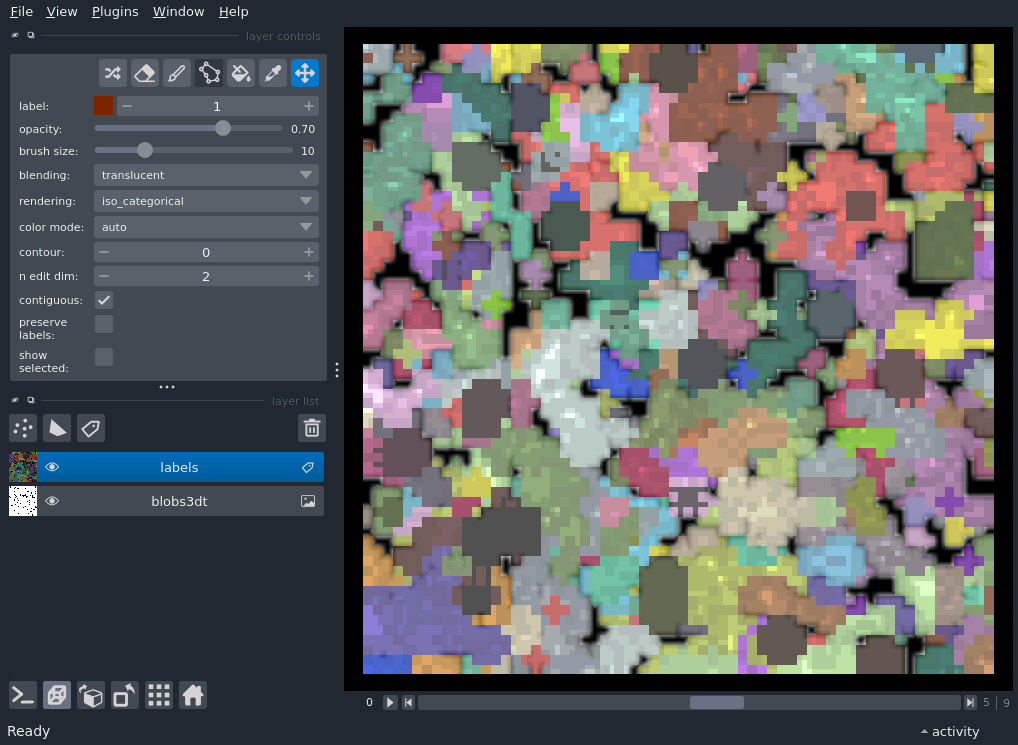 File View Plugins Window Help
layer controls
label: 1
opacity: 0.70
brush size: 10
blending: translucent
rendering: iso_categorical
color mode: auto
contour: 0
n edit dim: 2
contiguous:
preserve
labels:
show
selected:
layer list
labels
blobs3dt
0 5 9
Ready activity